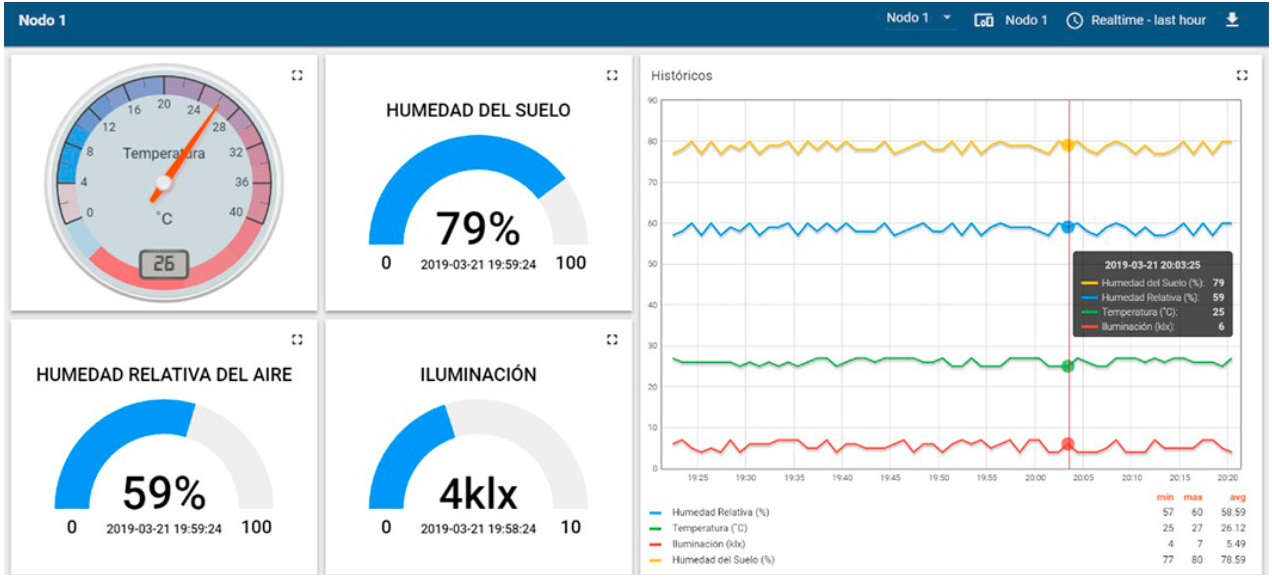 Nodo 1
Nodo 1
Nodo 1
Realtime - last hour
0
4
8
12
16
20
24
28
32
36
40
Temperatura
°C
26
HUMEDAD DEL SUELO
79%
0
2019-03-21 19:59:24
100
HUMEDAD RELATIVA DEL AIRE
59%
0
2019-03-21 19:59:24
100
ILUMINACIÓN
4klx
0
2019-03-21 19:58:24
10
Históricos
90
80
70
60
50
40
30
20
10
0
19:25 19:30 19:35 19:40 19:45 19:50 19:55 20:00 20:05 20:10 20:15 20:20
2019-03-21 20:03:25
Humedad del Suelo (%): 79
Humedad Relativa (%): 59
Temperatura (°C): 25
Iluminación (klx): 6
min max avg
Humedad Relativa (%) 57 60 58.59
Temperatura (°C) 25 27 26.12
Iluminación (klx) 4 7 5.49
Humedad del Suelo (%) 77 80 78.59